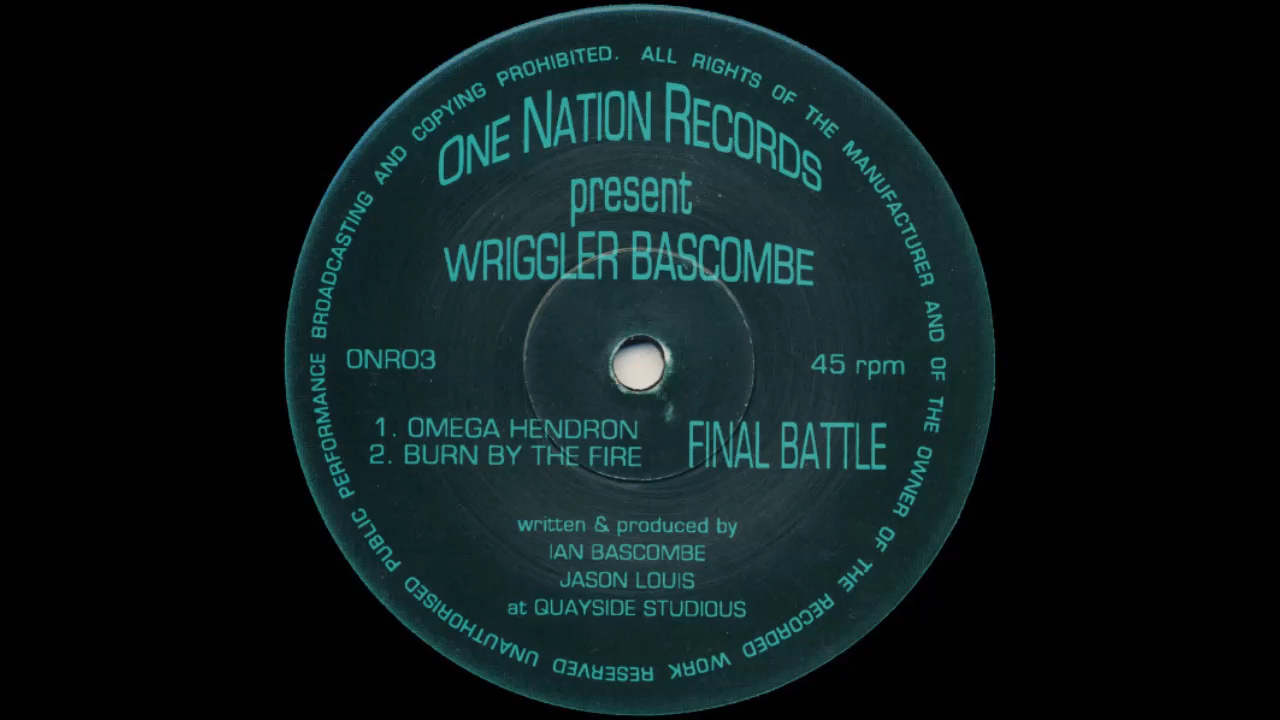 ALL RIGHTS OF THE MANUFACTURER AND OF THE OWNER OF THE RECORDED WORK RESERVED UNAUTHORISED PUBLIC PERFORMANCE BROADCASTING AND COPYING PROHIBITED.
ONE NATION RECORDS
present
WRIGGLER BASCOMBE
ONR03
45 rpm
1. OMEGA HENDRON
2. BURN BY THE FIRE
FINAL BATTLE
written & produced by
IAN BASCOMBE
JASON LOUIS
at QUAYSIDE STUDIOUS